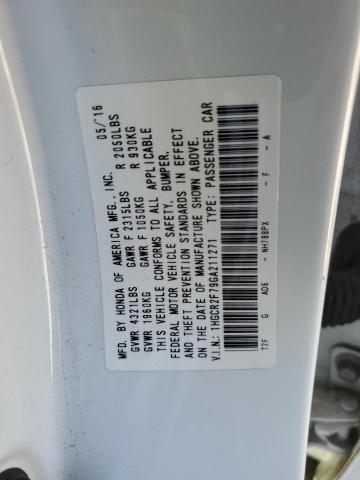 MFD. BY HONDA OF AMERICA MFG., INC. 05/'16
GVWR 4321LBS GAWR F 2315LBS R 2050LBS
GVWR 1960KG GAWR F 1050KG R 930KG
THIS VEHICLE CONFORMS TO ALL APPLICABLE
FEDERAL MOTOR VEHICLE SAFETY, BUMPER,
AND THEFT PREVENTION STANDARDS IN EFFECT
ON THE DATE OF MANUFACTURE SHOWN ABOVE.
V.I.N.: 1HGCR2F79GA211271 TYPE: PASSENGER CAR
T2F G AD6 - NH788PX - F - A